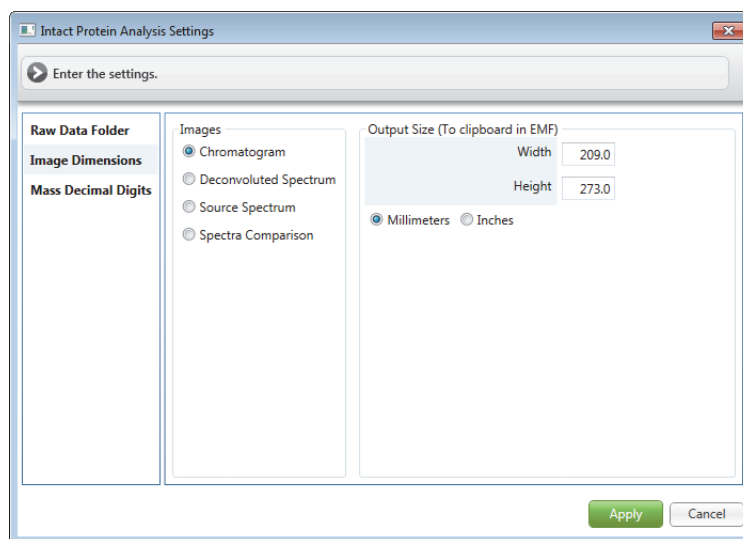 Intact Protein Analysis Settings
Enter the settings.
Raw Data Folder
Image Dimensions
Mass Decimal Digits
Images
Chromatogram
Deconvoluted Spectrum
Source Spectrum
Spectra Comparison
Output Size (To clipboard in EMF)
Width 209.0
Height 273.0
Millimeters Inches
Apply Cancel